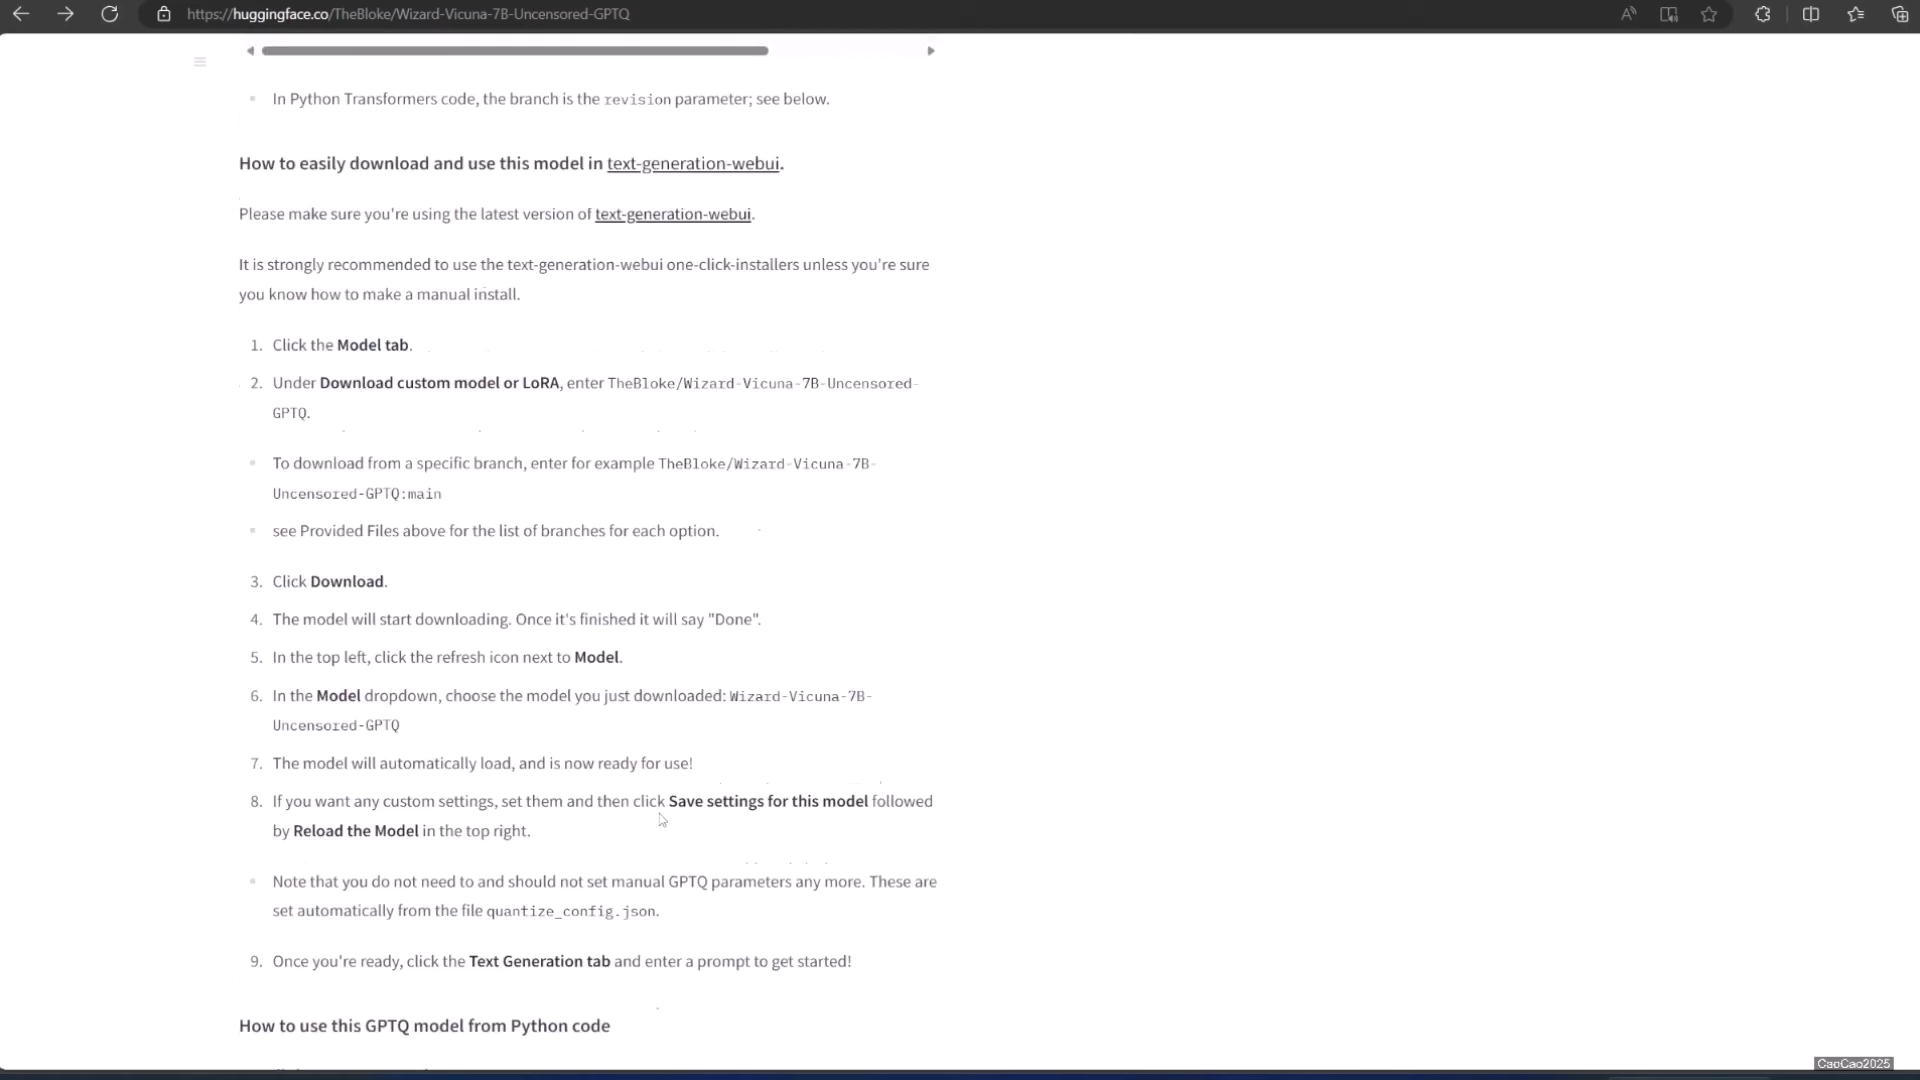 https://huggingface.co/TheBloke/Wizard-Vicuna-7B-Uncensored-GPTQ
In Python Transformers code, the branch is the revision parameter; see below.
How to easily download and use this model in text-generation-webui.
Please make sure you're using the latest version of text-generation-webui.
It is strongly recommended to use the text-generation-webui one-click-installers unless you're sure
you know how to make a manual install.
1. Click the Model tab.
2. Under Download custom model or LoRA, enter TheBloke/Wizard-Vicuna-7B-Uncensored-
GPTQ.
To download from a specific branch, enter for example TheBloke/Wizard-Vicuna-7B-
Uncensored-GPTQ:main
see Provided Files above for the list of branches for each option.
3. Click Download.
4. The model will start downloading. Once it's finished it will say "Done".
5. In the top left, click the refresh icon next to Model.
6. In the Model dropdown, choose the model you just downloaded: Wizard-Vicuna-7B-
Uncensored-GPTQ
7. The model will automatically load, and is now ready for use!
8. If you want any custom settings, set them and then click Save settings for this model followed
by Reload the Model in the top right.
Note that you do not need to and should not set manual GPTQ parameters any more. These are
set automatically from the file quantize_config.json.
9. Once you're ready, click the Text Generation tab and enter a prompt to get started!
How to use this GPTQ model from Python code
CaoCao2025